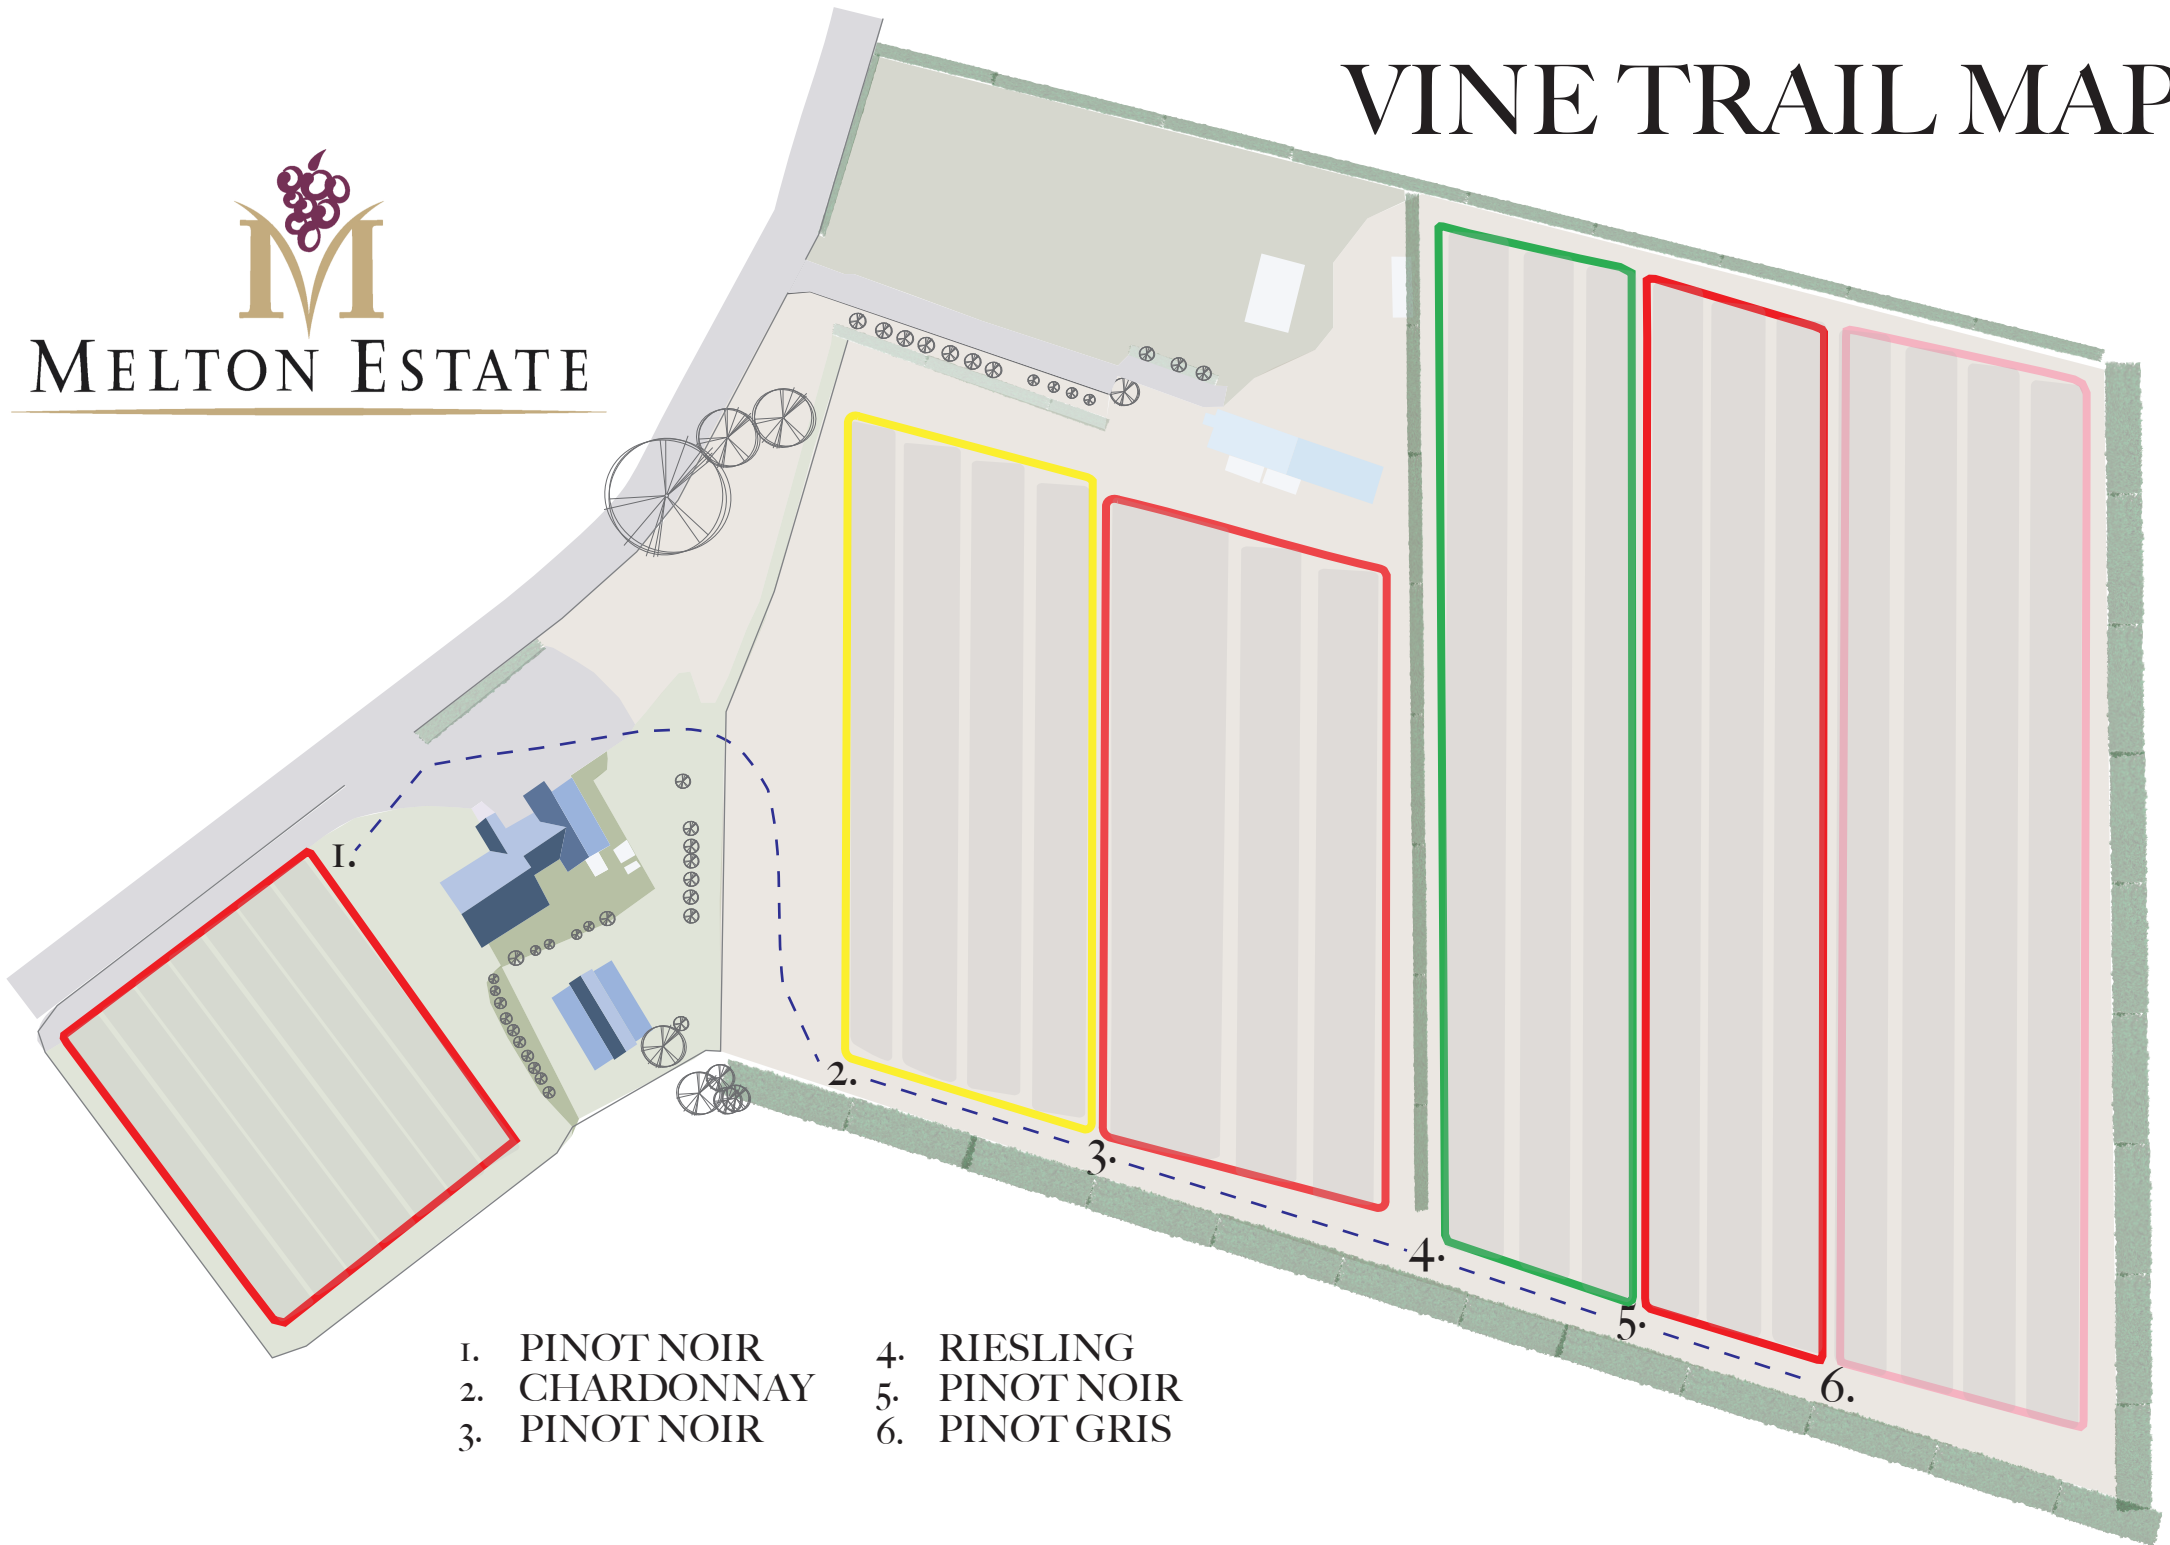 VINE TRAIL MAP
M
MELTON ESTATE
1.
2.
3.
4.
5.
6.
1. PINOT NOIR
2. CHARDONNAY
3. PINOT NOIR
4. RIESLING
5. PINOT NOIR
6. PINOT GRIS